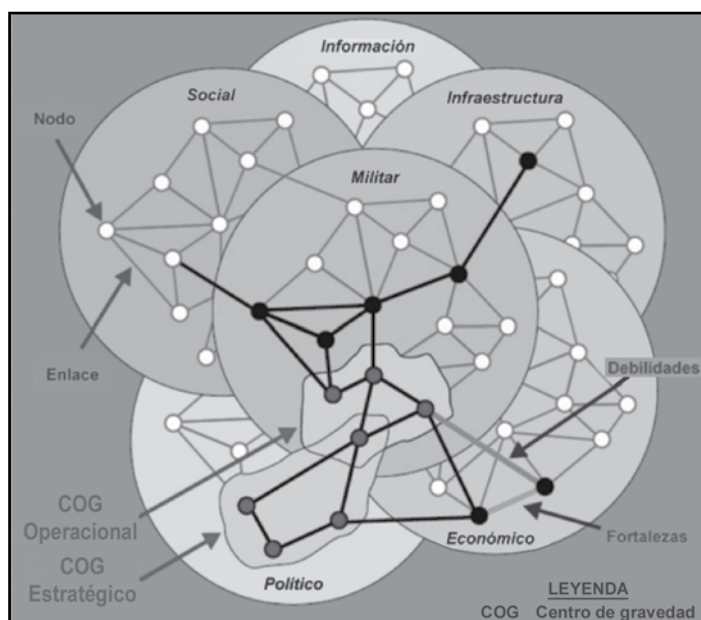 Información
Social
Infraestructura
Nodo
Militar
Enlace
Debilidades
COG
Operacional
COG
Estratégico
Económico
Fortalezas
Político
LEYENDA
COG Centro de gravedad